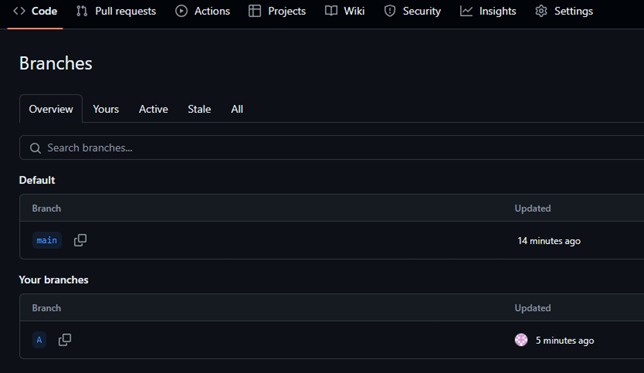 Code Pull requests Actions Projects Wiki Security Insights Settings
Branches
Overview Yours Active Stale All
Search branches...
Default
Branch Updated
main 14 minutes ago
Your branches
Branch Updated
A 5 minutes ago